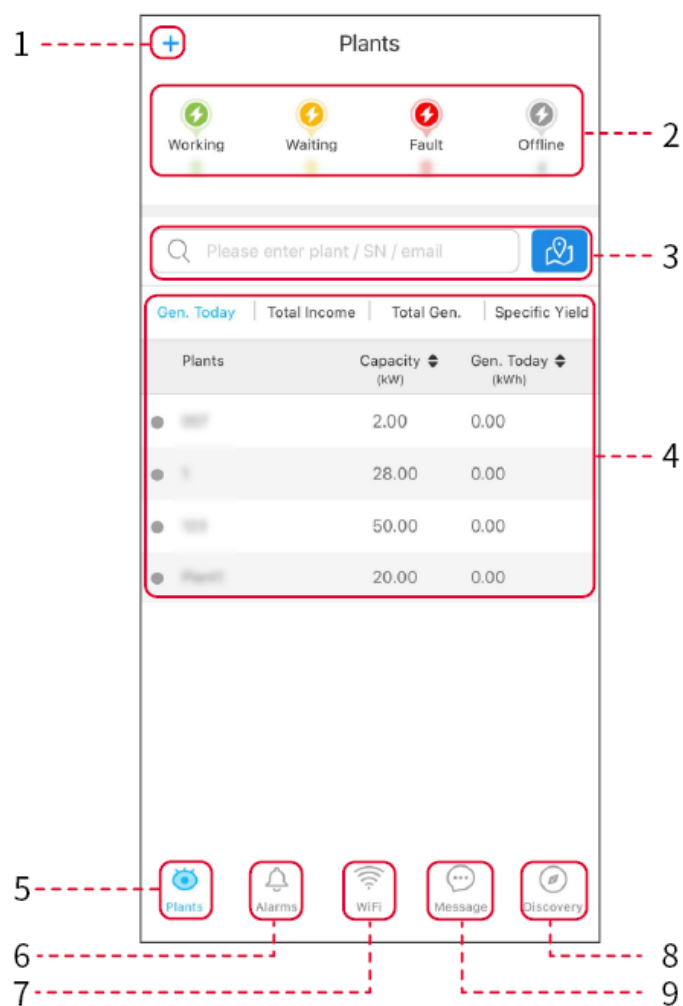 1
Plants
Working Waiting Fault Offline
2
Please enter plant / SN / email
3
Gen. Today Total Income Total Gen. Specific Yield
Plants Capacity Gen. Today
(kW) (kWh)
2.00 0.00
4
28.00 0.00
50.00 0.00
20.00 0.00
5
Plants Alarms WiFi Message Discovery
6 8
7 9